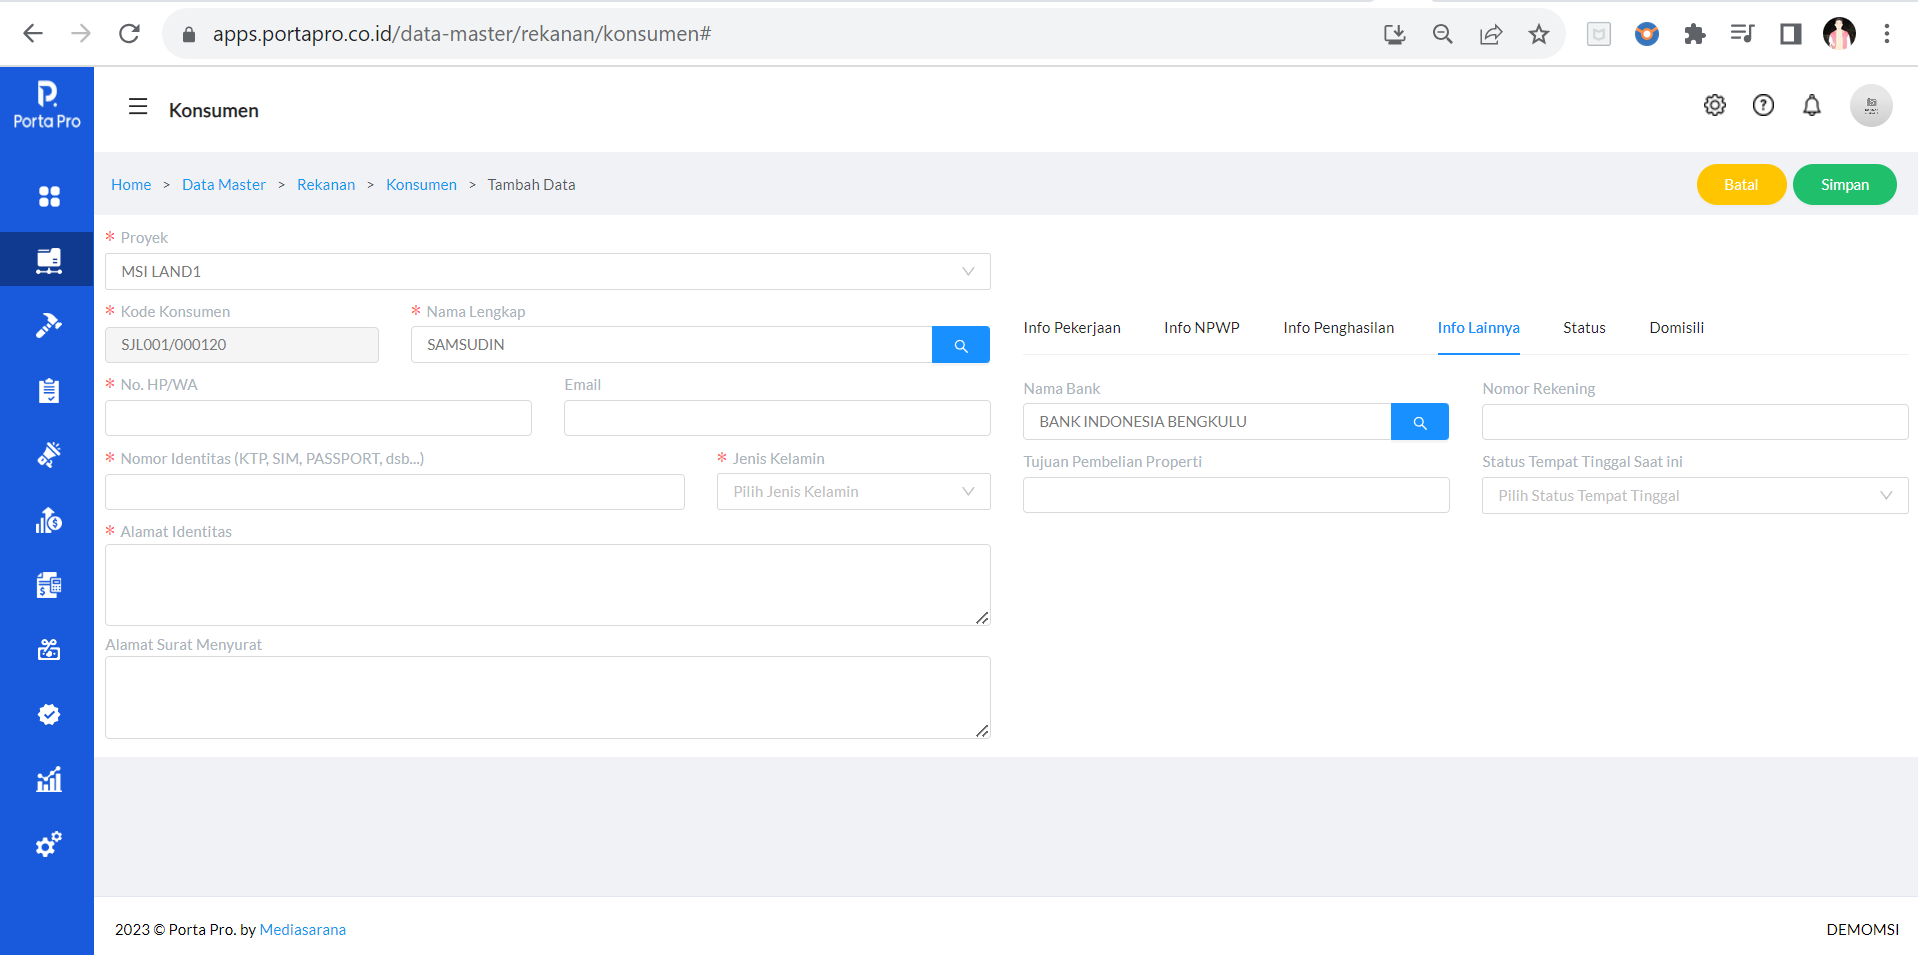 apps.portapro.co.id/data-master/rekanan/konsumen#
Porta Pro
Konsumen
Home > Data Master > Rekanan > Konsumen > Tambah Data
Batal
Simpan
* Proyek
MSI LAND1
* Kode Konsumen
* Nama Lengkap
SJL001/000120
SAMSUDIN
* No. HP/WA
Email
* Nomor Identitas (KTP, SIM, PASSPORT, dsb...)
* Jenis Kelamin
Pilih Jenis Kelamin
* Alamat Identitas
Alamat Surat Menyurat
Info Pekerjaan
Info NPWP
Info Penghasilan
Info Lainnya
Status
Domisili
Nama Bank
Nomor Rekening
BANK INDONESIA BENGKULU
Tujuan Pembelian Properti
Status Tempat Tinggal Saat ini
Pilih Status Tempat Tinggal
2023 © Porta Pro. by Mediasarana
DEMOMSI